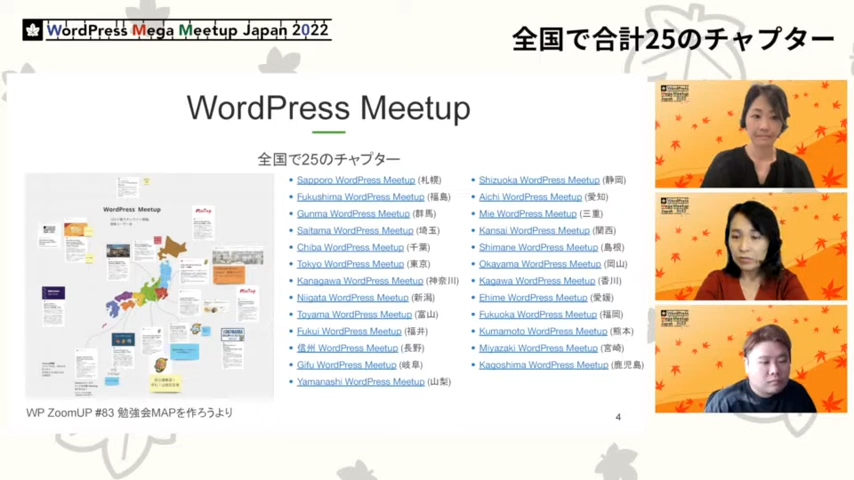 WordPress Mega Meetup Japan 2022
全国で合計25のチャプター
WordPress Meetup
全国で25のチャプター
WordPress Meetup
Sapporo WordPress Meetup (札幌)
Fukushima WordPress Meetup (福島)
Gunma WordPress Meetup (群馬)
Saitama WordPress Meetup (埼玉)
Chiba WordPress Meetup (千葉)
Tokyo WordPress Meetup (東京)
Kanagawa WordPress Meetup (神奈川)
Niigata WordPress Meetup (新潟)
Toyama WordPress Meetup (富山)
Fukui WordPress Meetup (福井)
信州 WordPress Meetup (長野)
Gifu WordPress Meetup (岐阜)
Yamanashi WordPress Meetup (山梨)
Shizuoka WordPress Meetup (静岡)
Aichi WordPress Meetup (愛知)
Mie WordPress Meetup (三重)
Kansai WordPress Meetup (関西)
Shimane WordPress Meetup (島根)
Okayama WordPress Meetup (岡山)
Kagawa WordPress Meetup (香川)
Ehime WordPress Meetup (愛媛)
Fukuoka WordPress Meetup (福岡)
Kumamoto WordPress Meetup (熊本)
Miyazaki WordPress Meetup (宮崎)
Kagoshima WordPress Meetup (鹿児島)
WP ZoomUP #83 勉強会MAPを作ろうより
4